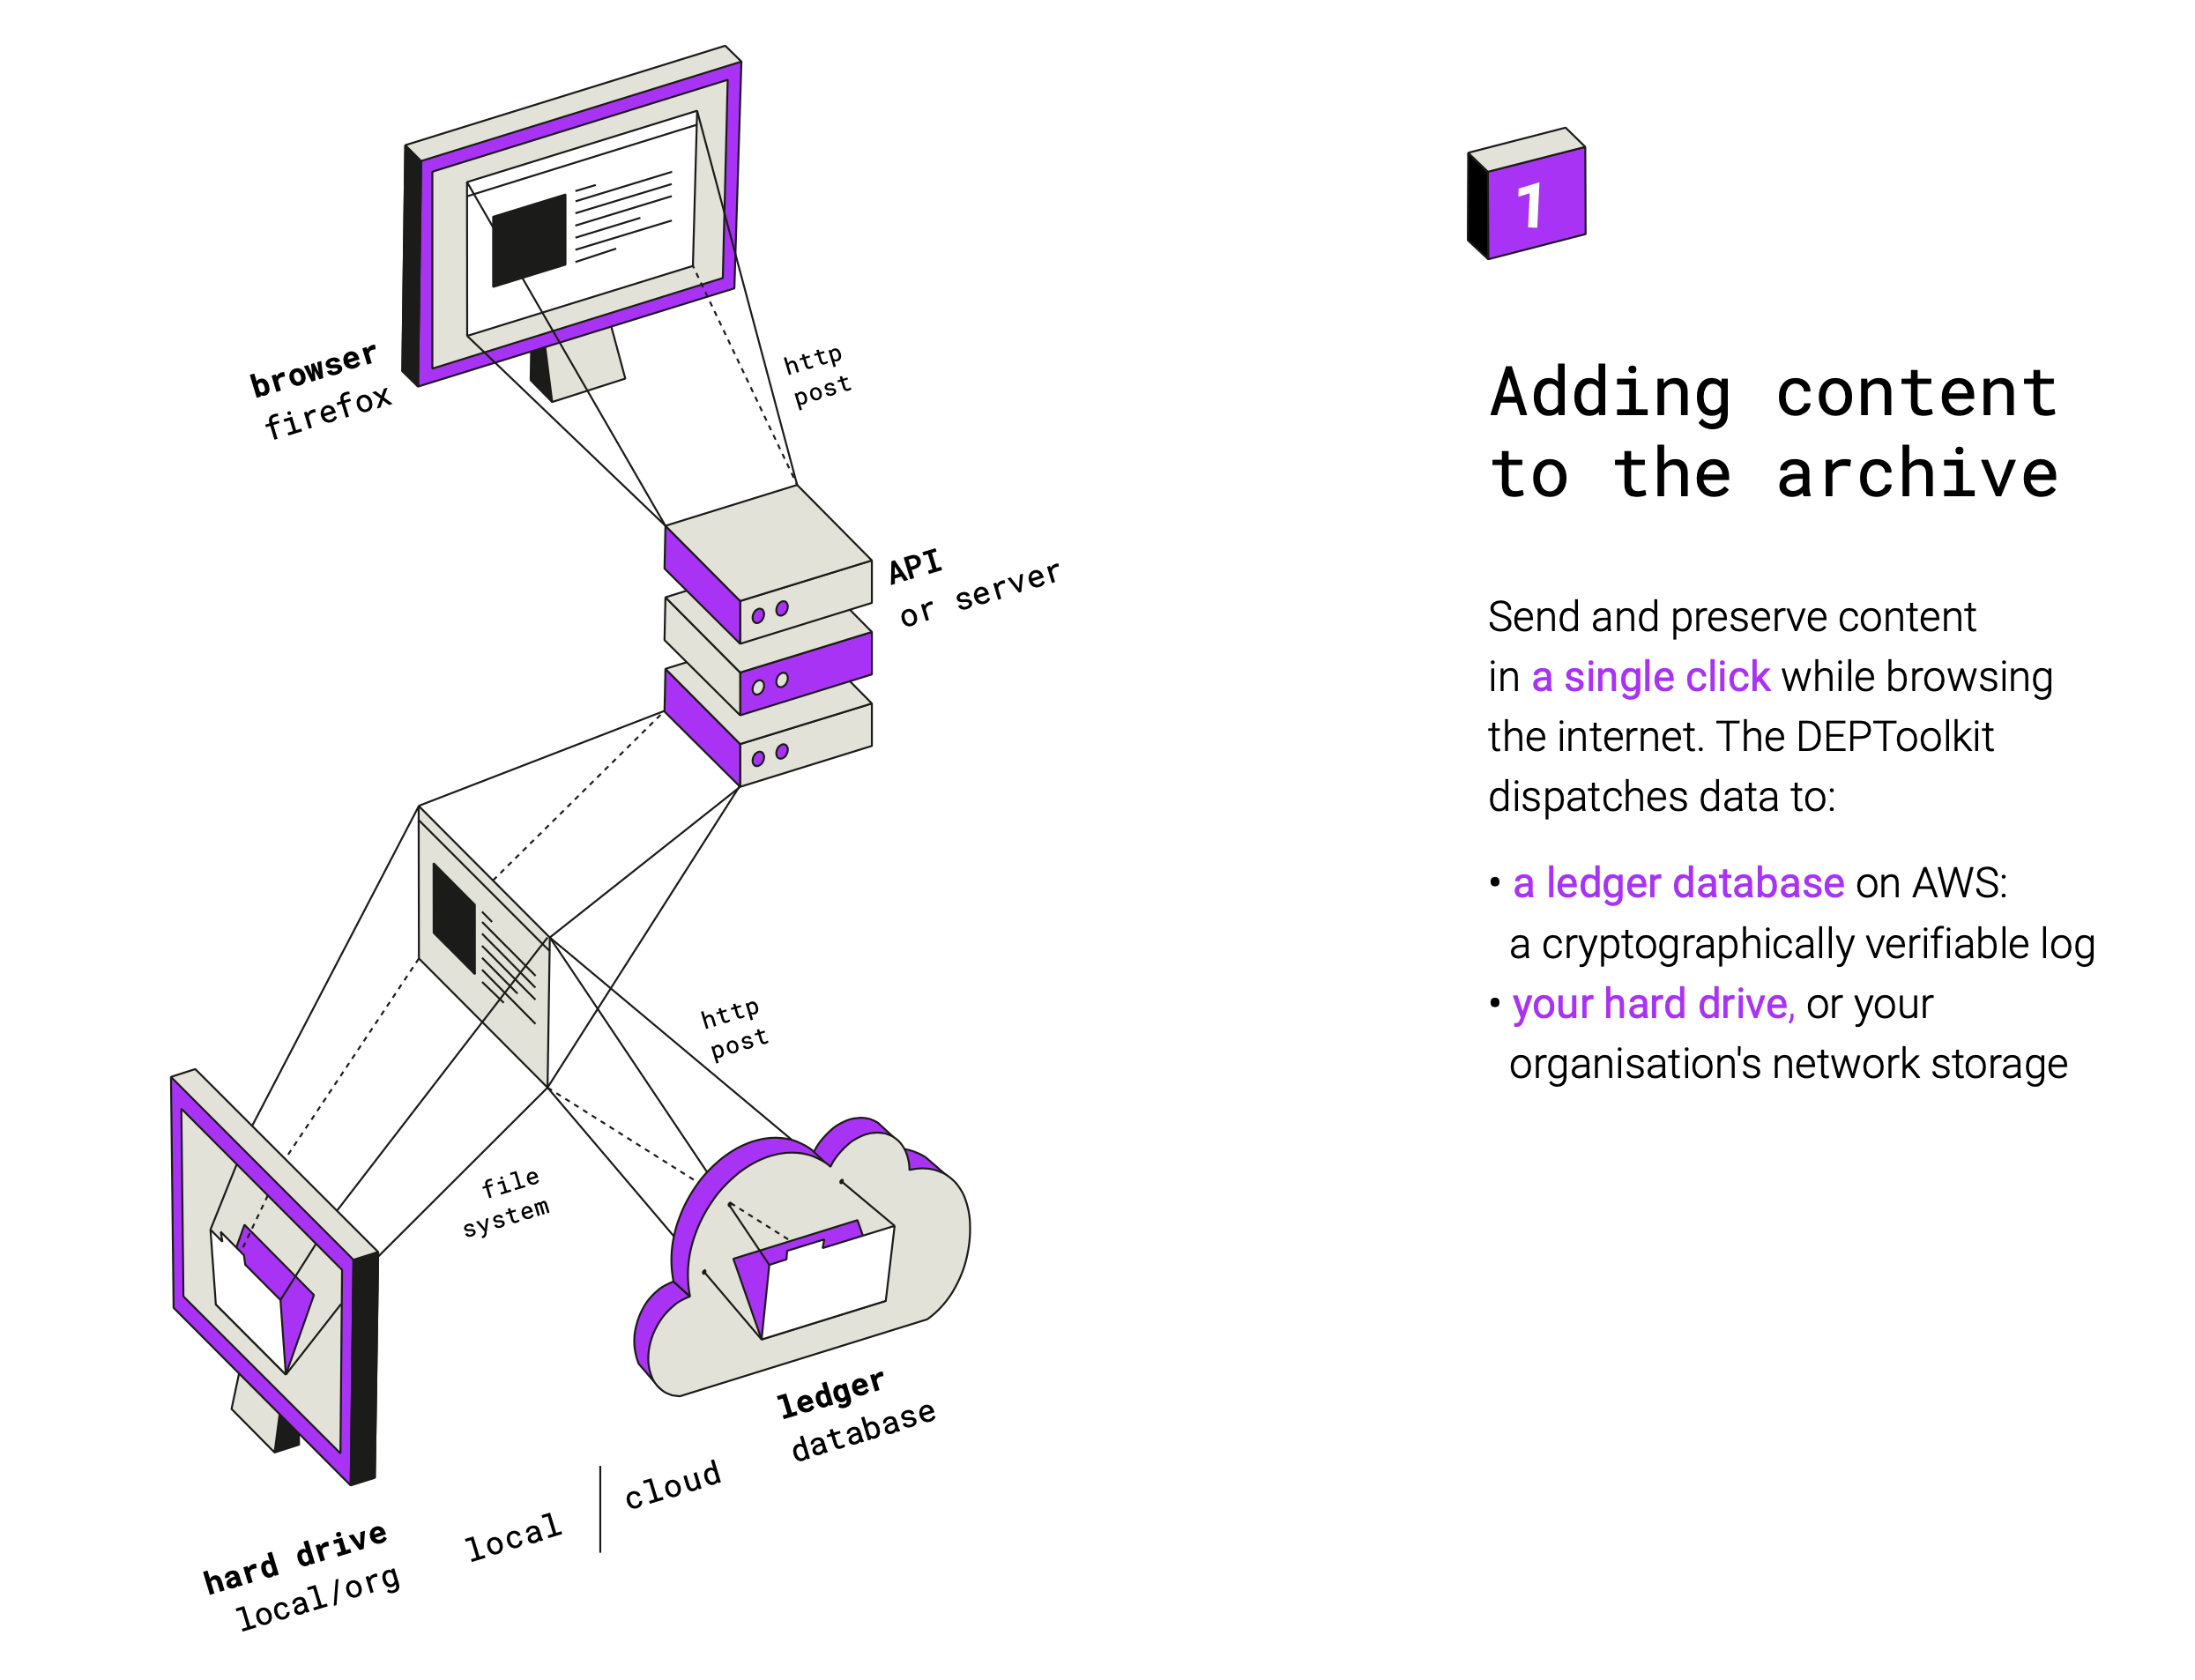 browser
firefox
http
post
API
or server
http
post
file
system
ledger
database
cloud
local
hard drive
local/org
1
Adding content
to the archive
Send and preserve content
in a single click while browsing
the internet. The DEPToolkit
dispatches data to:
• a ledger database on AWS:
a cryptographically verifiable log
• your hard drive, or your
organisation's network storage